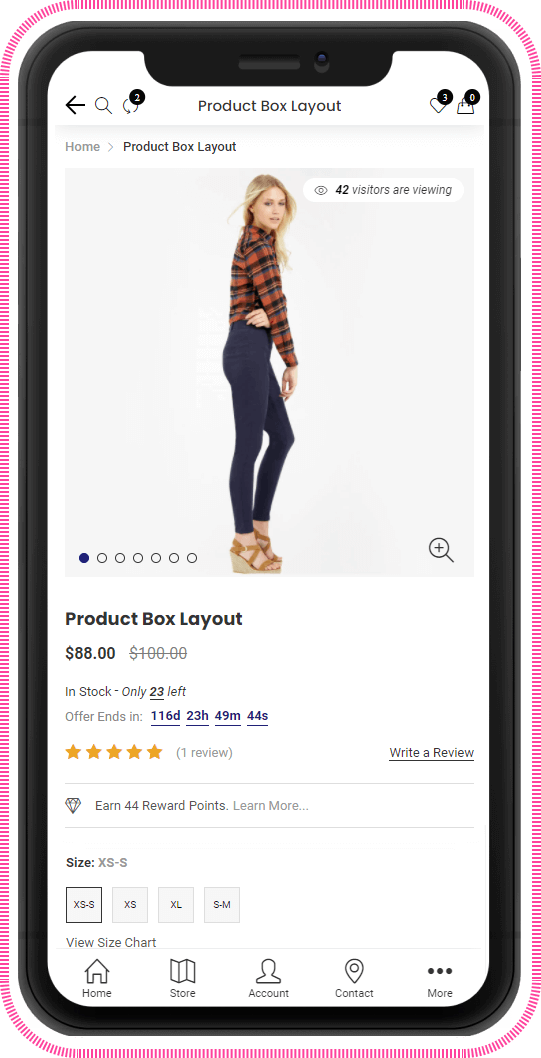 2
Product Box Layout
3
0
Home > Product Box Layout
42 visitors are viewing
Product Box Layout
$88.00 $100.00
In Stock - Only 23 left
Offer Ends in: 116d 23h 49m 44s
(1 review) Write a Review
Earn 44 Reward Points. Learn More...
Size: XS-S
XS-S XS XL S-M
View Size Chart
Home Store Account Contact More